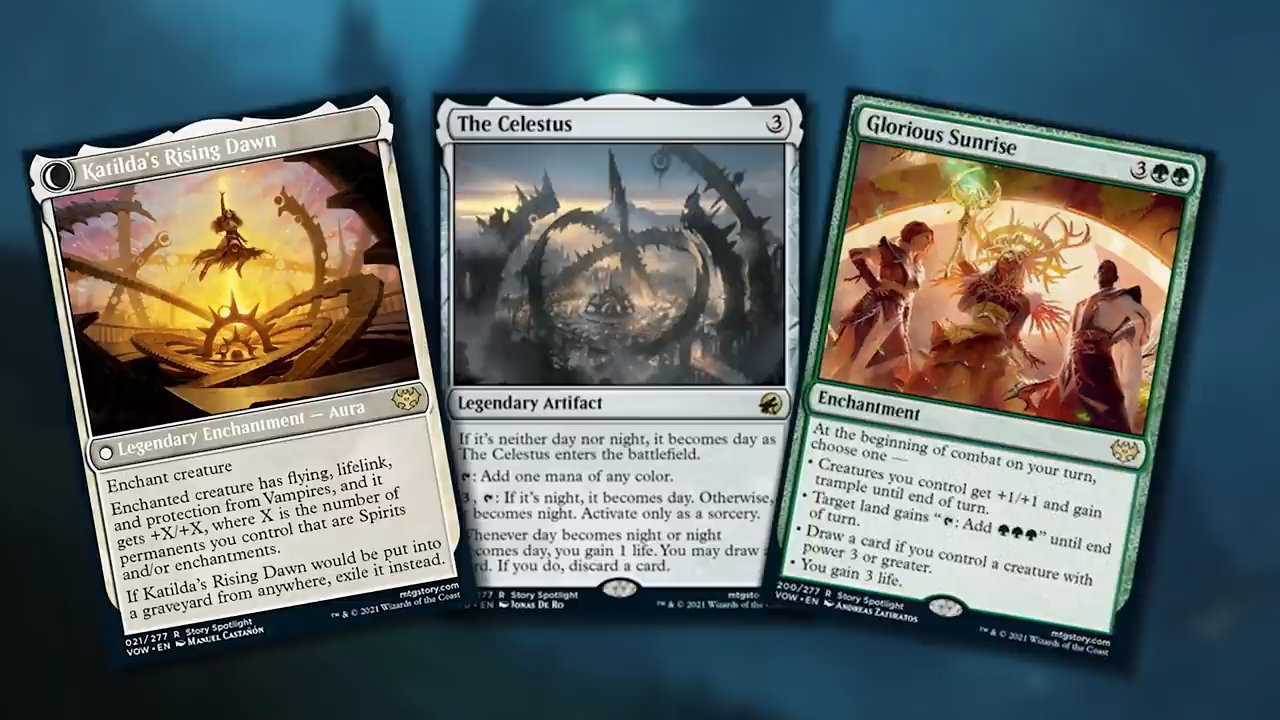 Katilda's Rising Dawn
Legendary Enchantment — Aura
Enchant creature
Enchanted creature has flying, lifelink,
and protection from Vampires, and it
gets +X/+X, where X is the number of
permanents you control that are Spirits
and/or enchantments.
If Katilda's Rising Dawn would be put into
a graveyard from anywhere, exile it instead.
021/277 R Story Spotlight
VOW • EN Manuel Castañón
mtgstory.com
™ & © 2021 Wizards of the Coast
The Celestus
3
Legendary Artifact
If it's neither day nor night, it becomes day as
The Celestus enters the battlefield.
: Add one mana of any color.
3, : If it's night, it becomes day. Otherwise,
becomes night. Activate only as a sorcery.
Whenever day becomes night or night
comes day, you gain 1 life. You may draw
rd. If you do, discard a card.
77 R Story Spotlight
• EN Jonas De Ro
mtgsto
™ & © 2021 Wizards of the
Glorious Sunrise
3
Enchantment
At the beginning of combat on your turn,
choose one —
• Creatures you control get +1/+1 and gain
trample until end of turn.
• Target land gains ": Add " until end
of turn.
• Draw a card if you control a creature with
power 3 or greater.
• You gain 3 life.
200/277 R Story Spotlight
VOW • EN Andreas Zafiratos
mtgstory.com
™ & © 2021 Wizards of the Coast